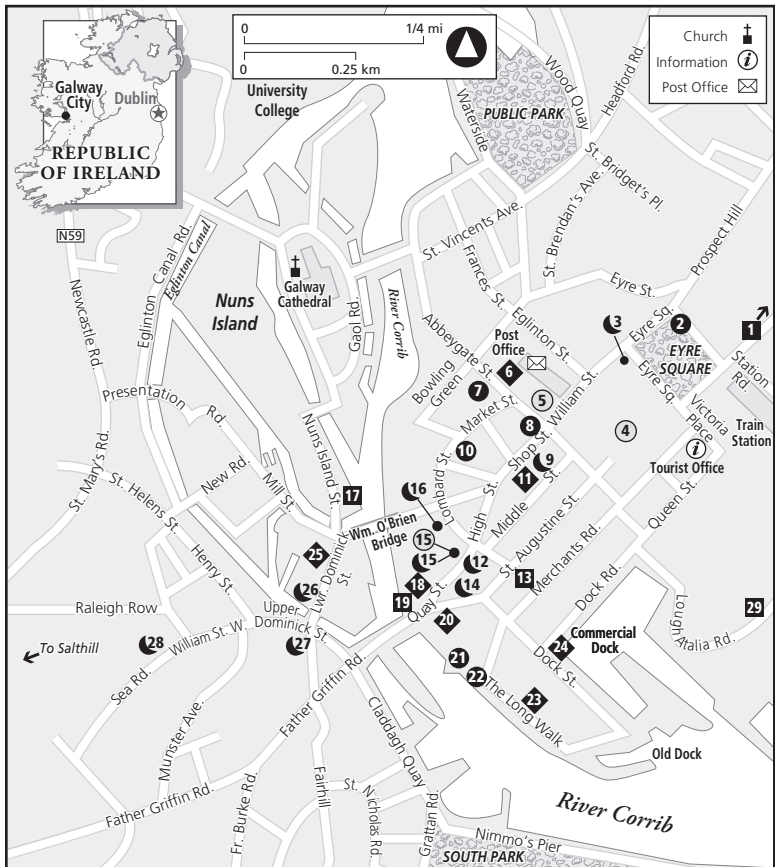 0
1/4 mi
0
0.25 km
Church
Information
i
Post Office
Galway
City
Dublin
REPUBLIC
OF IRELAND
University
College
PUBLIC PARK
Waterside
Wood Quay
Headford Rd.
St. Bridget's Pl.
St. Brendan's Ave.
St. Vincents Ave.
Prospect Hill
N59
Newcastle Rd.
Eglinton Canal Rd.
Eglinton Canal
Nuns
Island
Galway
Cathedral
Gaol Rd.
River Corrib
Frances St.
Eglinton St.
Eyre St.
Eyre Sq.
3
2
1
EYRE
SQUARE
Eyre Sq.
Station
Rd.
Abbeygate St.
Post
Office
6
Bowling
Green
7
5
Market St.
William St.
8
Shop St.
4
Victoria
Place
Train
Station
i
Tourist Office
Presentation Rd.
Nuns Island St.
St. Mary's Rd.
St. Helens St.
New Rd.
Mill St.
17
10
Lombard St.
9
11
High St.
Middle St.
Queen St.
16
Wm. O'Brien
Bridge
15
15
12
St. Augustine St.
Merchants Rd.
13
14
18
19
Quay St.
20
Dock Rd.
Lough Atalia Rd.
29
Henry St.
25
Lwr. Dominick St.
26
Upper
Dominick St.
Raleigh Row
28
William St. W.
27
To Salthill
Sea Rd.
Father Griffin Rd.
21
22
The Long Walk
23
24
Commercial
Dock
Dock St.
Old Dock
Munster Ave.
Claddagh Quay
Father Griffin Rd.
Fr. Burke Rd.
Fairhill
St. Nicholas Rd.
Grattan Rd.
River Corrib
Nimmo's Pier
SOUTH PARK